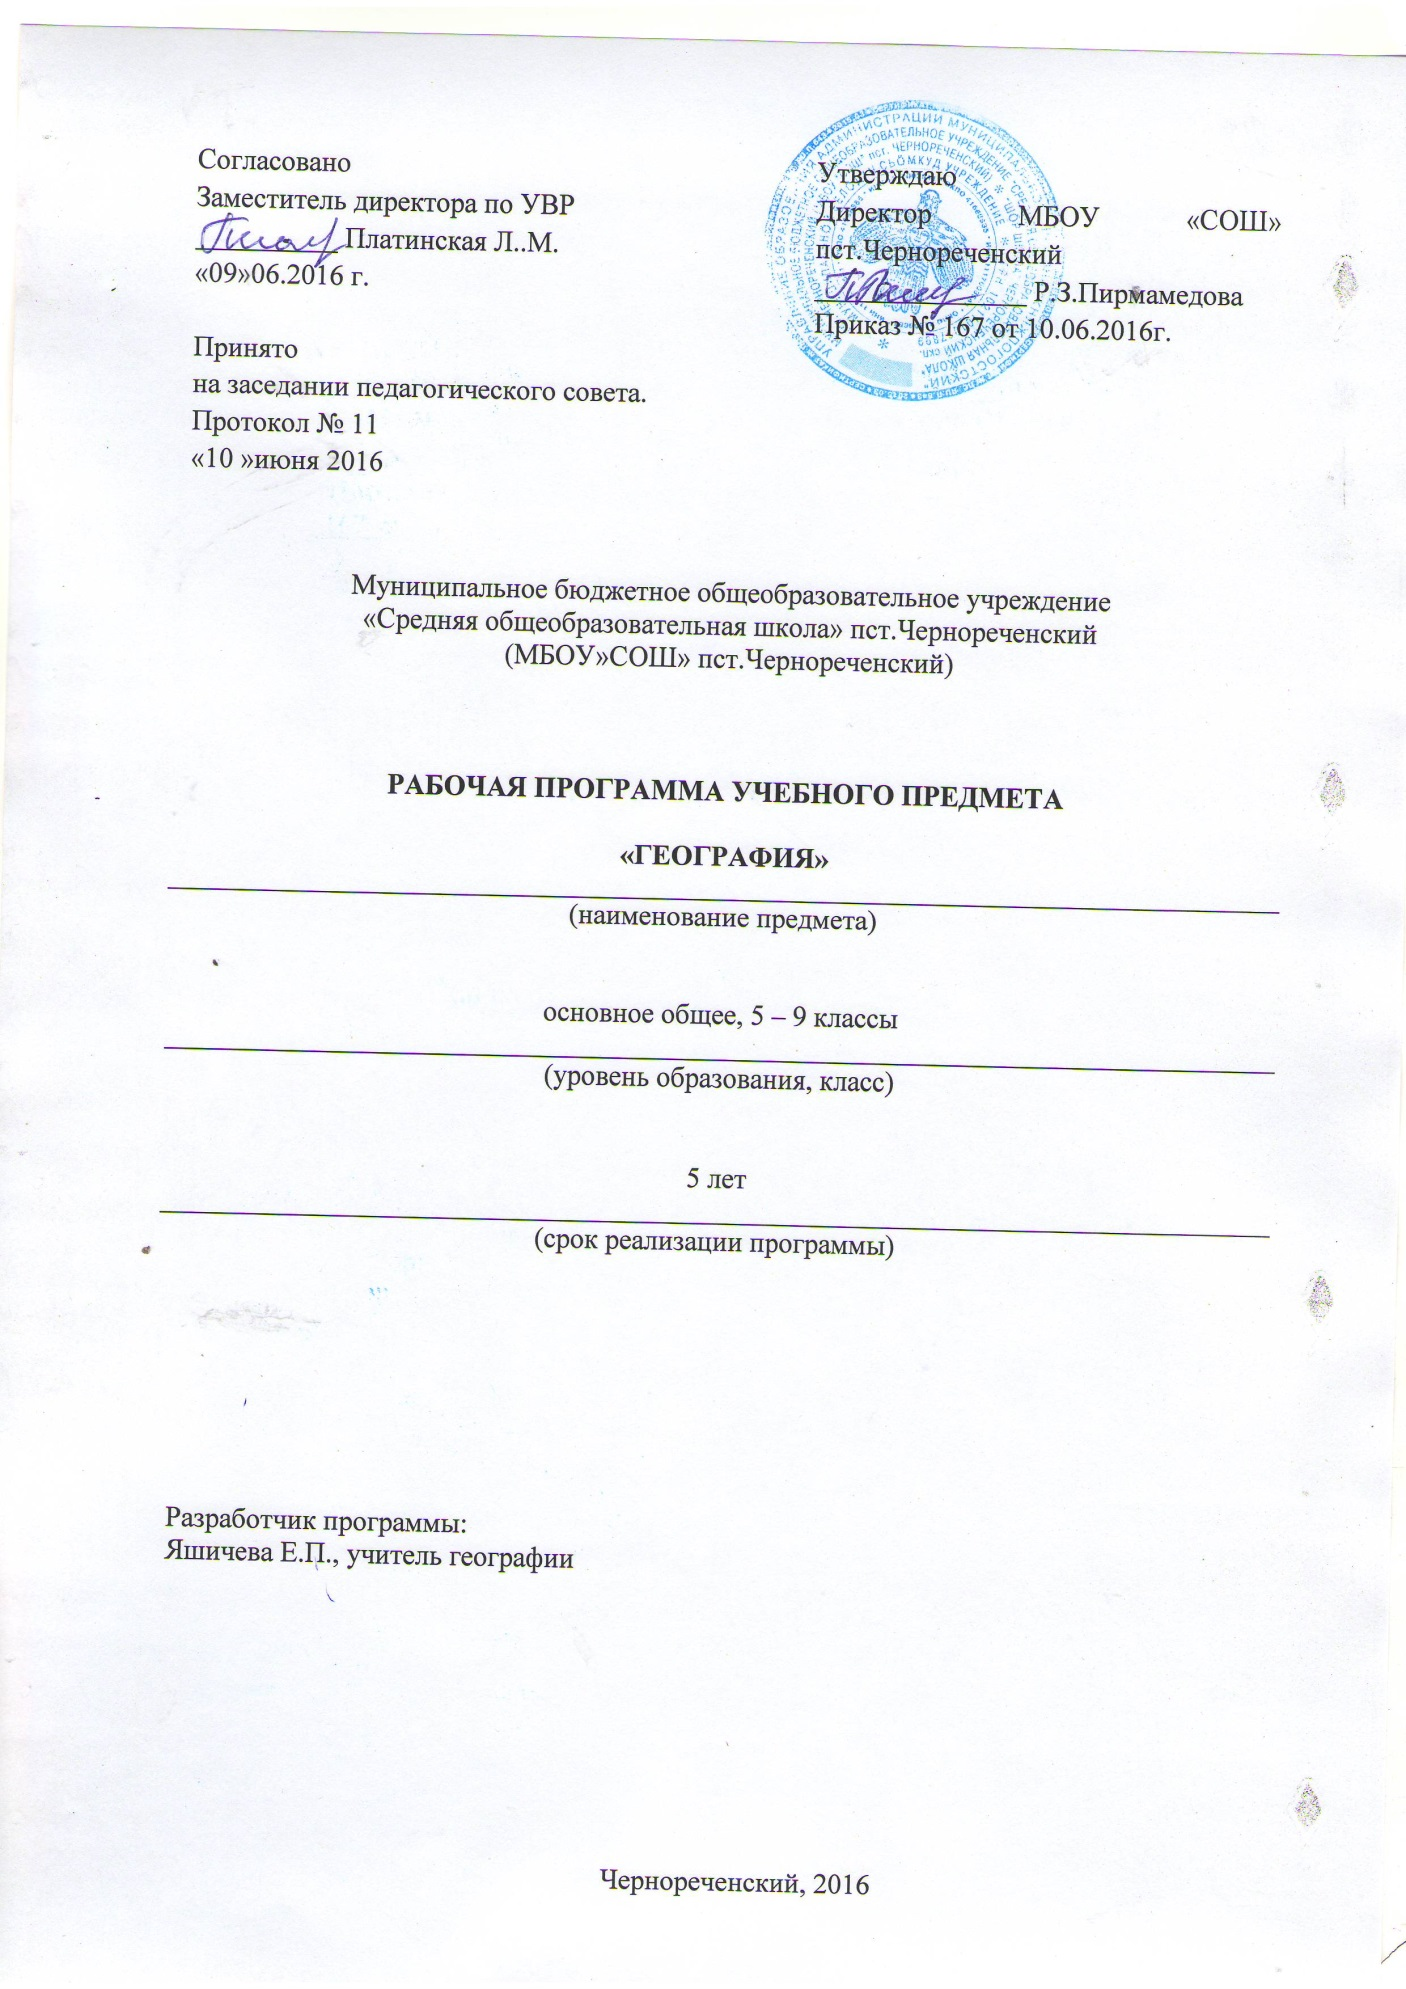 Согласовано
Заместитель директора по УВР
__________Платинская Л..М.
«09»06.2016 г.
Принято
на заседании педагогического совета.
Протокол № 11
«10 »июня 2016
Утверждаю
Директор МБОУ «СОШ»
пст.Чернореченский
_______________ Р.З.Пирмамедова
Приказ № 167 от 10.06.2016г.
Муниципальное бюджетное общеобразовательное учреждение
«Средняя общеобразовательная школа» пст.Чернореченский
(МБОУ»СОШ» пст.Чернореченский)
РАБОЧАЯ ПРОГРАММА УЧЕБНОГО ПРЕДМЕТА
«ГЕОГРАФИЯ»
(наименование предмета)
основное общее, 5 – 9 классы
(уровень образования, класс)
5 лет
(срок реализации программы)
Разработчик программы:
Яшичева Е.П., учитель географии
Чернореченский, 2016